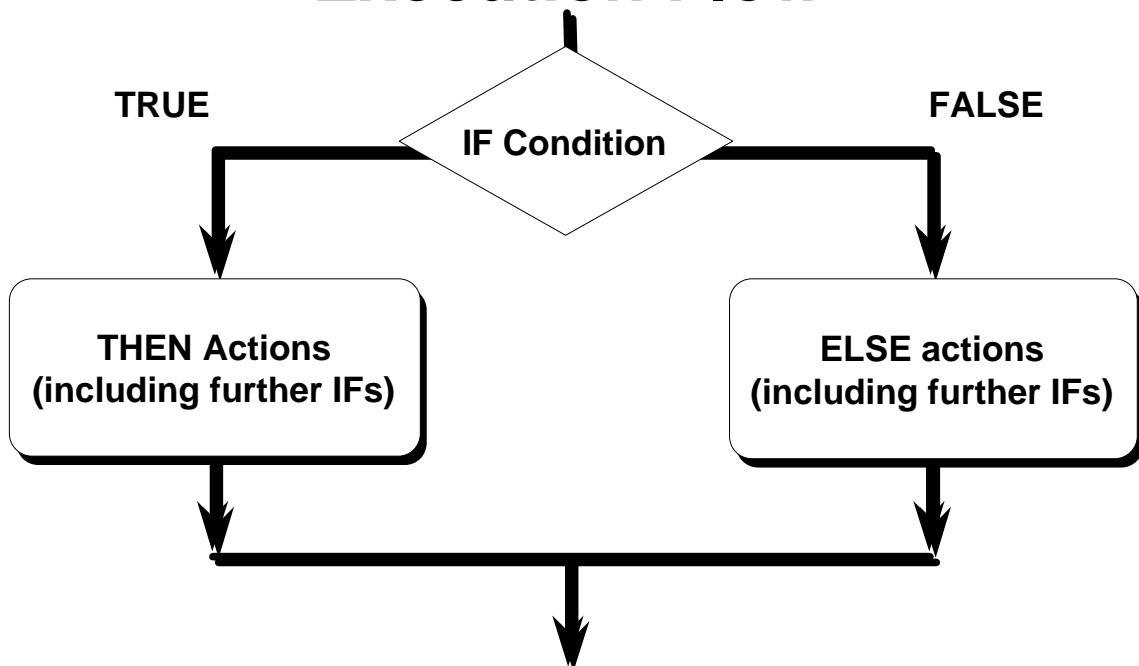 TRUE
FALSE
IF Condition
THEN Actions
(including further IFs)
ELSE actions
(including further IFs)